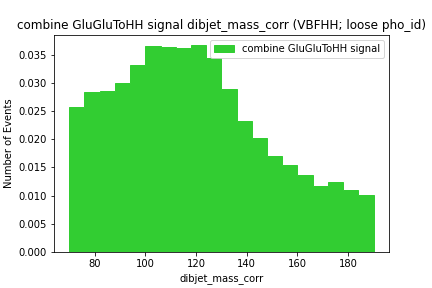 combine GluGluToHH signal dibjet_mass_corr (VBFHH; loose pho_id)
combine GluGluToHH signal
Number of Events
0.035
0.030
0.025
0.020
0.015
0.010
0.005
0.000
80 100 120 140 160 180
dibjet_mass_corr